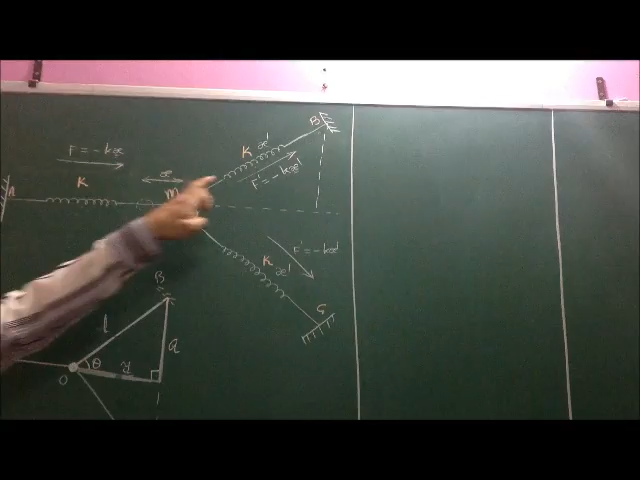 F = - kx
K
x
m
A
K x'
F' = - kx'
B
F' = - kx'
K x'
C
B
l
a
θ
y
O